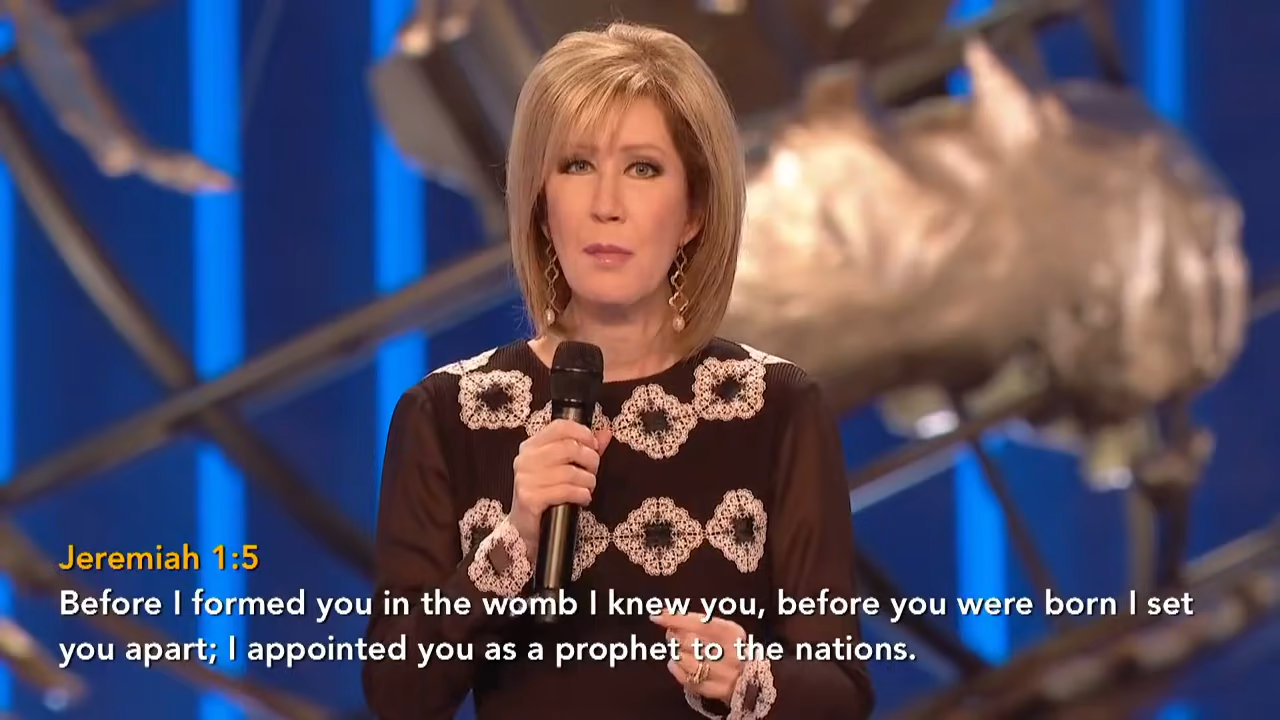 Jeremiah 1:5
Before I formed you in the womb I knew you, before you were born I set
you apart; I appointed you as a prophet to the nations.